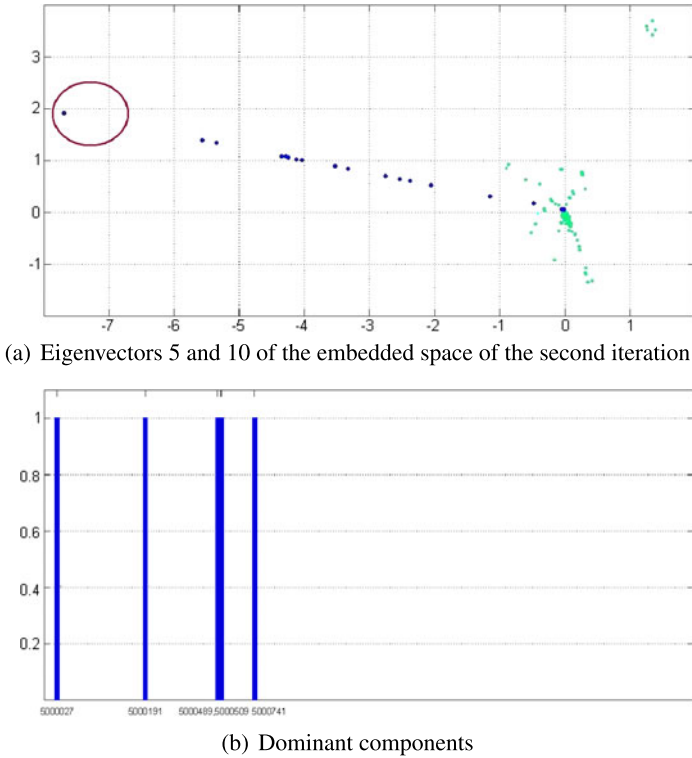 3
2
1
0
-1
-7 -6 -5 -4 -3 -2 -1 0 1
(a) Eigenvectors 5 and 10 of the embedded space of the second iteration
1
0.8
0.6
0.4
0.2
5000027 5000191 5000489,5000509 5000741
(b) Dominant components